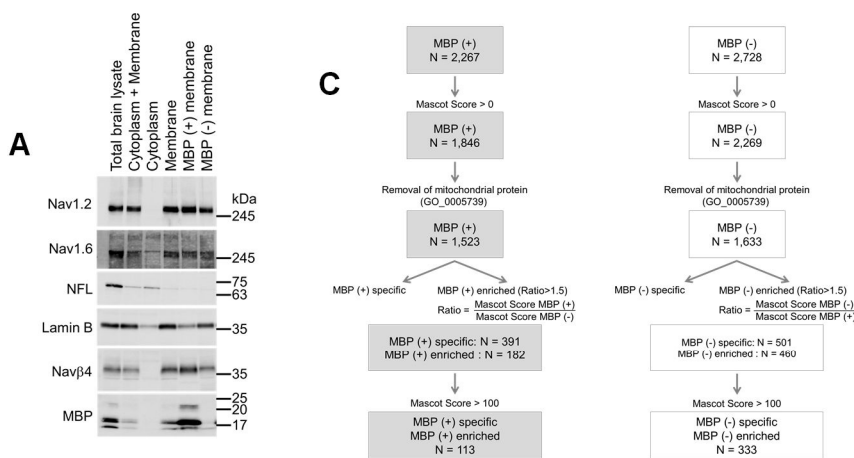 A
Total brain lysate
Cytoplasm + Membrane
Cytoplasm
Membrane
MBP (+) membrane
MBP (-) membrane
kDa
Nav1.2
245
Nav1.6
245
NFL
75
63
Lamin B
35
Navβ4
35
MBP
25
20
17
C
MBP (+)
N = 2,267
Mascot Score > 0
MBP (+)
N = 1,846
Removal of mitochondrial protein
(GO_0005739)
MBP (+)
N = 1,523
MBP (+) specific
MBP (+) enriched (Ratio>1.5)
Ratio = Mascot Score MBP (+)
Mascot Score MBP (-)
MBP (+) specific: N = 391
MBP (+) enriched : N = 182
Mascot Score > 100
MBP (+) specific
MBP (+) enriched
N = 113
MBP (-)
N = 2,728
Mascot Score > 0
MBP (-)
N = 2,269
Removal of mitochondrial protein
(GO_0005739)
MBP (-)
N = 1,633
MBP (-) specific
MBP (-) enriched (Ratio>1.5)
Ratio = Mascot Score MBP (-)
Mascot Score MBP (+)
MBP (-) specific: N = 501
MBP (-) enriched : N = 460
Mascot Score > 100
MBP (-) specific
MBP (-) enriched
N = 333